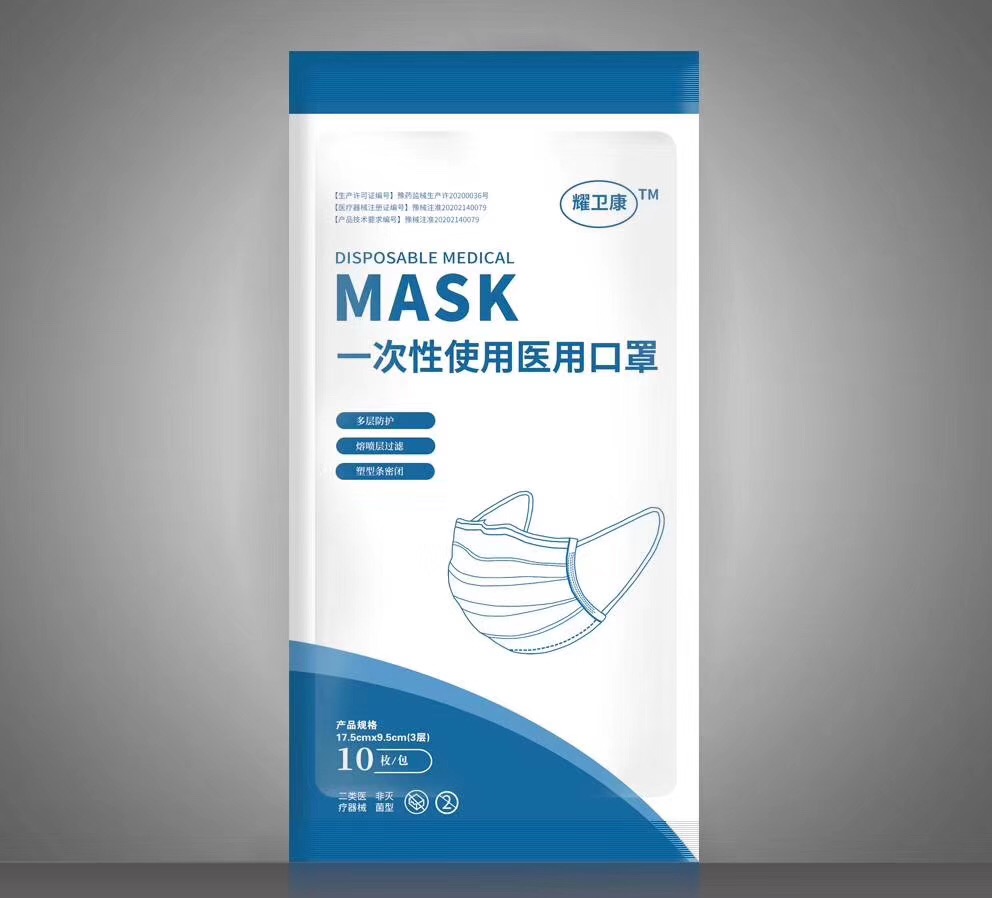 【生产许可证编号】豫药监械生产许20200036号
【医疗器械注册证编号】豫械注准20202140079
【产品技术要求编号】豫械注准20202140079
耀卫康TM
DISPOSABLE MEDICAL
MASK
一次性使用医用口罩
多层防护
熔喷层过滤
塑型条密闭
产品规格
17.5cmx9.5cm(3层)
10枚/包
二类医 非灭
疗器械 菌型
2